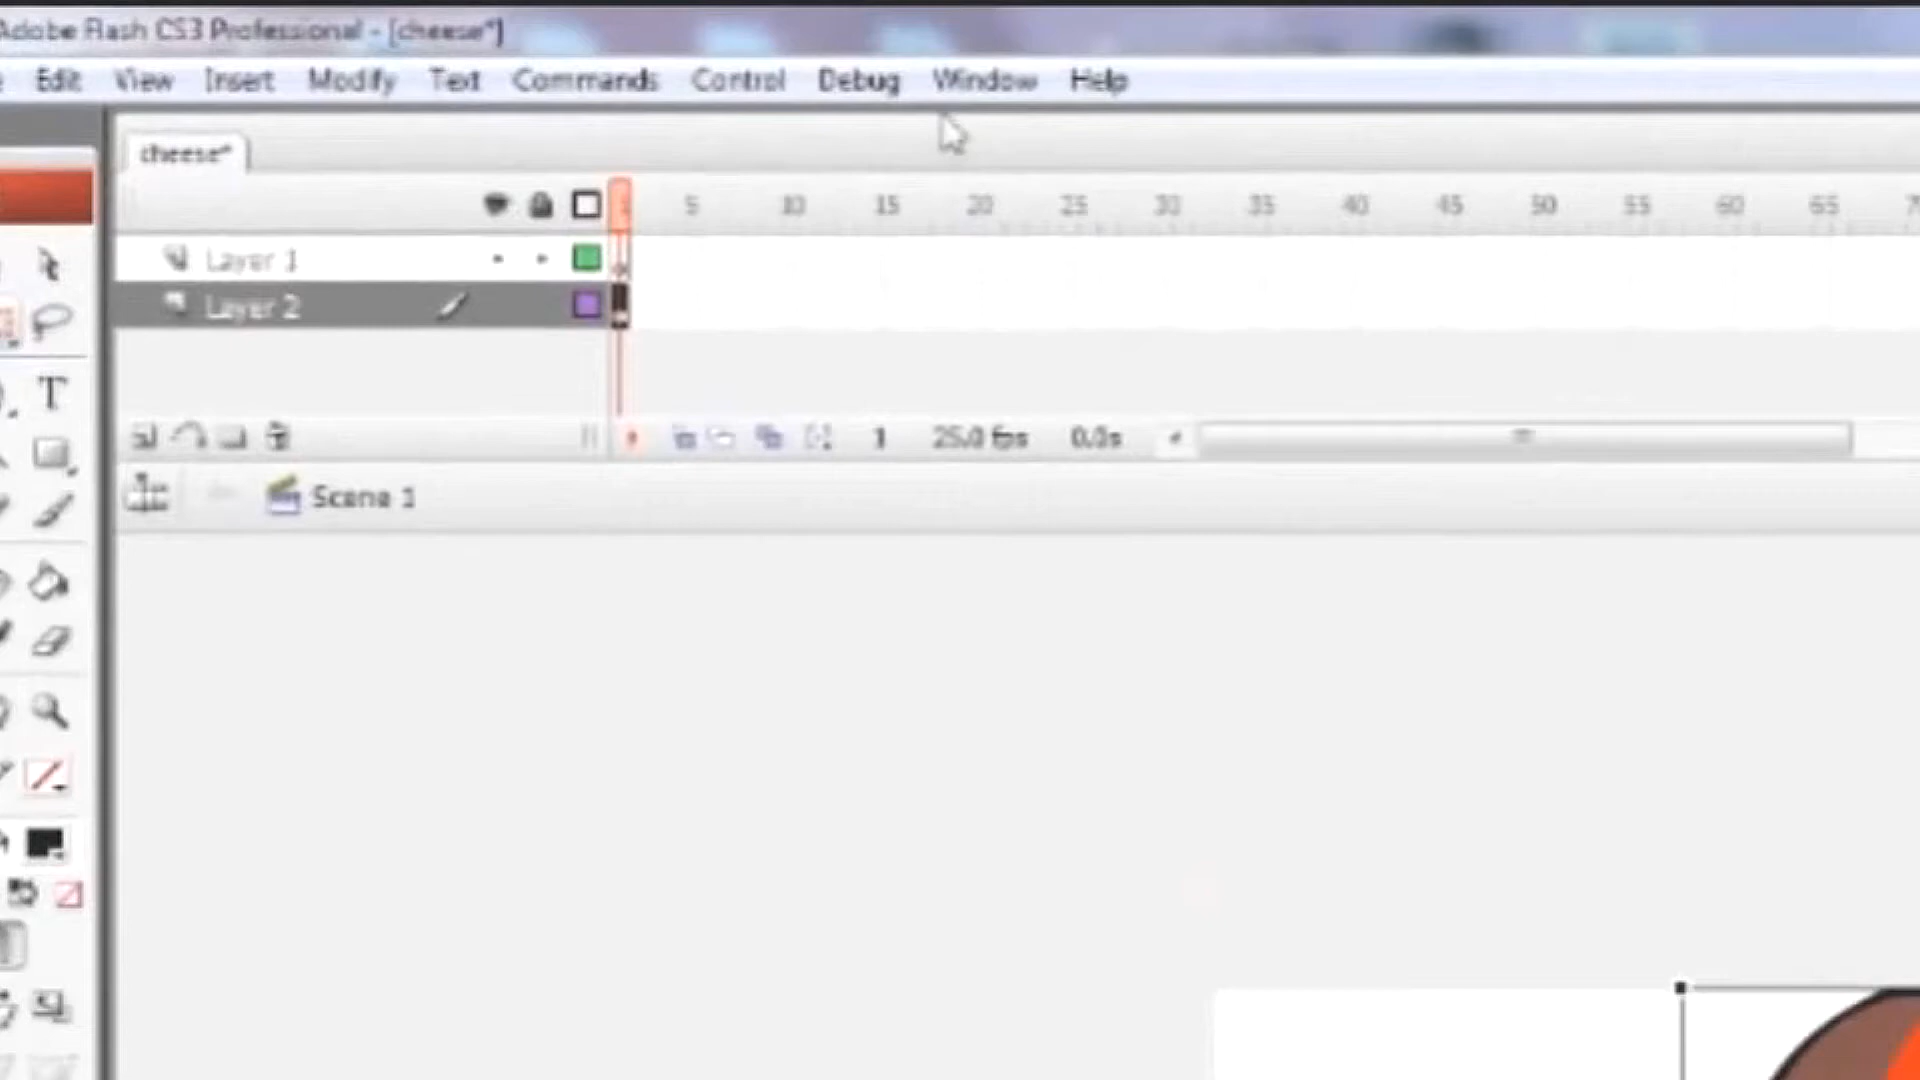 Adobe Flash CS3 Professional - [cheese*]
Edit View Insert Modify Text Commands Control Debug Window Help
cheese*
5 10 15 20 25 30 35 40 45 50 55 60 65
Layer 1
Layer 2
T
1 25.0 fps 0.0s
Scene 1